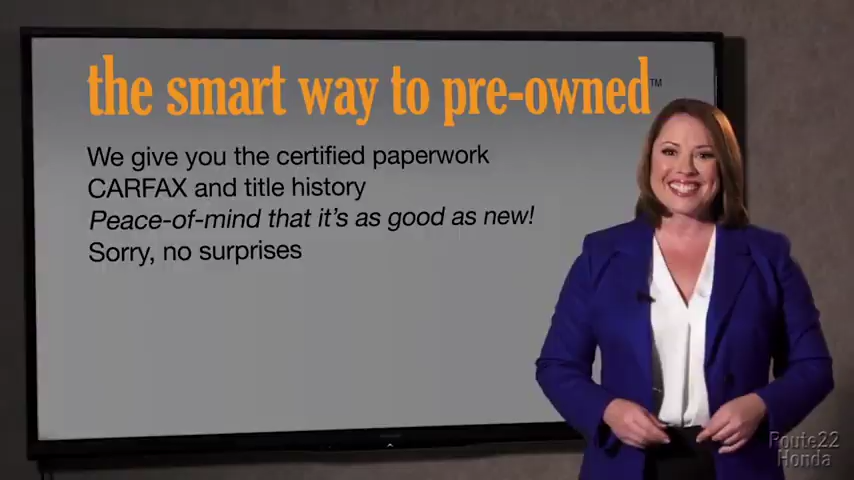 the smart way to pre-owned™
We give you the certified paperwork
CARFAX and title history
Peace-of-mind that it's as good as new!
Sorry, no surprises
Route22
Honda